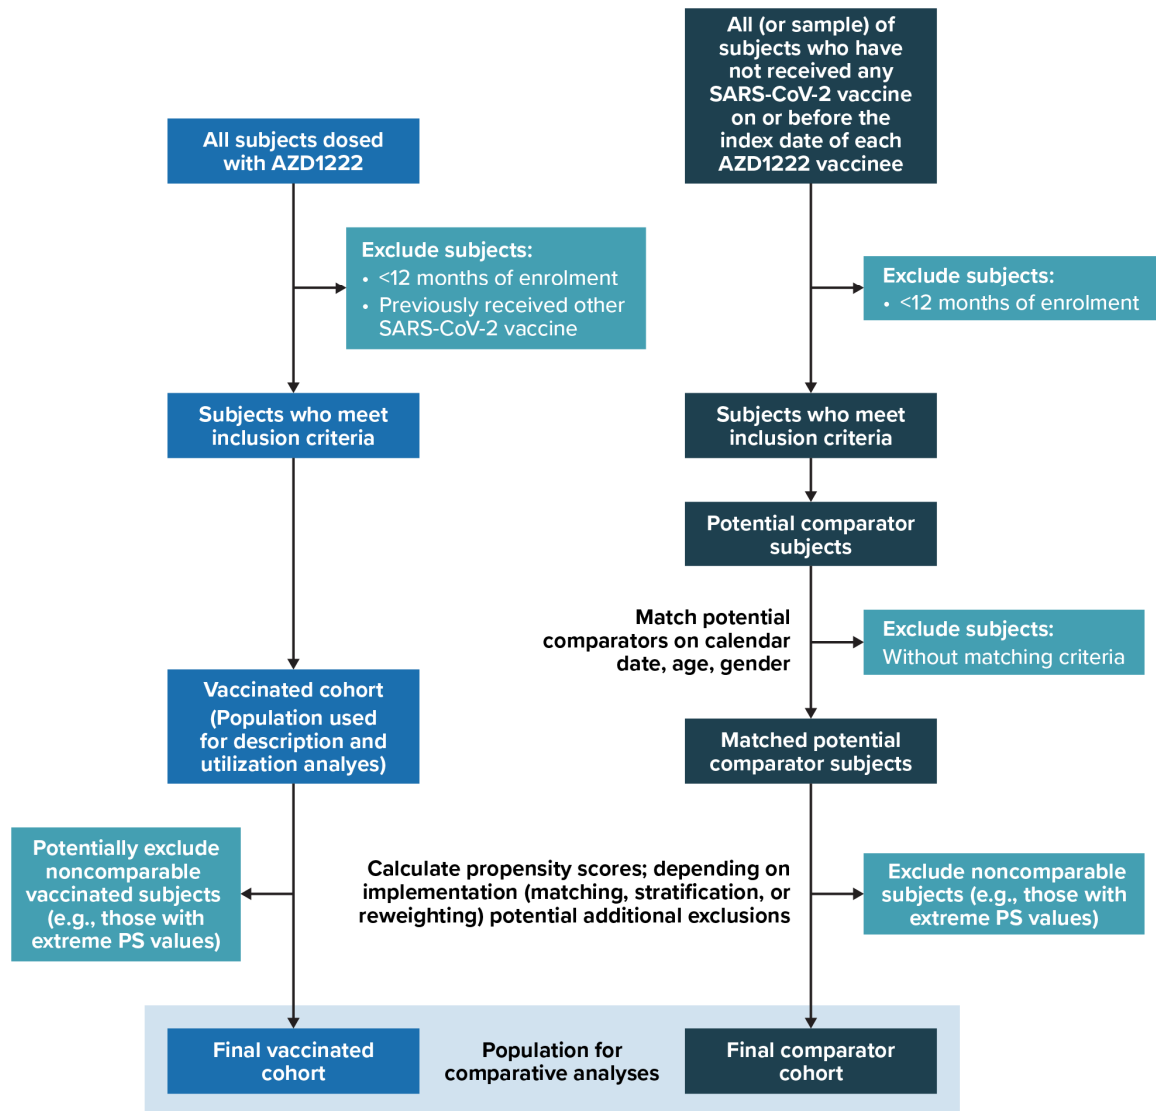 All subjects dosed
with AZD1222
All (or sample) of
subjects who have
not received any
SARS-CoV-2 vaccine
on or before the
index date of each
AZD1222 vaccinee
Exclude subjects:
• <12 months of enrolment
• Previously received other
SARS-CoV-2 vaccine
Exclude subjects:
• <12 months of enrolment
Subjects who meet
inclusion criteria
Subjects who meet
inclusion criteria
Potential comparator
subjects
Match potential
comparators on calendar
date, age, gender
Exclude subjects:
Without matching criteria
Vaccinated cohort
(Population used
for description and
utilization analyes)
Matched potential
comparator subjects
Potentially exclude
noncomparable
vaccinated subjects
(e.g., those with
extreme PS values)
Calculate propensity scores; depending on
implementation (matching, stratification, or
reweighting) potential additional exclusions
Exclude noncomparable
subjects (e.g., those with
extreme PS values)
Final vaccinated
cohort
Population for
comparative analyses
Final comparator
cohort